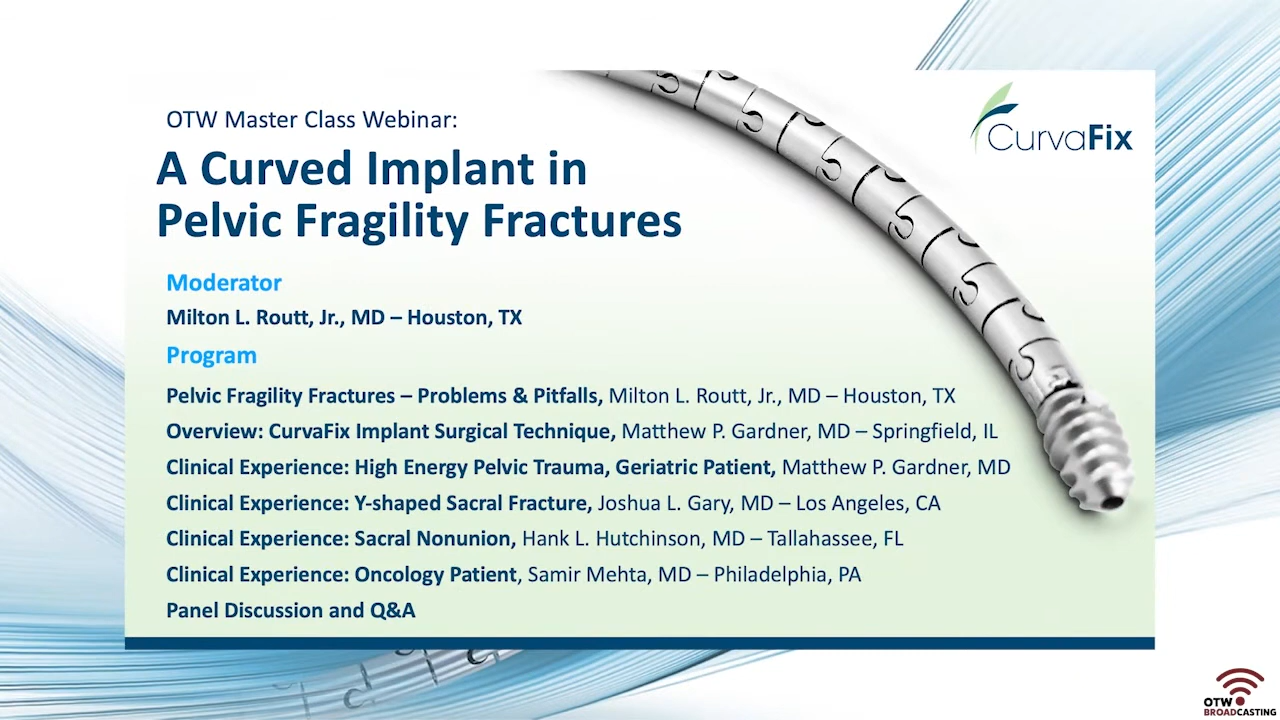 OTW Master Class Webinar:
CurvaFix
A Curved Implant in
Pelvic Fragility Fractures
Moderator
Milton L. Routt, Jr., MD – Houston, TX
Program
Pelvic Fragility Fractures – Problems & Pitfalls, Milton L. Routt, Jr., MD – Houston, TX
Overview: CurvaFix Implant Surgical Technique, Matthew P. Gardner, MD – Springfield, IL
Clinical Experience: High Energy Pelvic Trauma, Geriatric Patient, Matthew P. Gardner, MD
Clinical Experience: Y-shaped Sacral Fracture, Joshua L. Gary, MD – Los Angeles, CA
Clinical Experience: Sacral Nonunion, Hank L. Hutchinson, MD – Tallahassee, FL
Clinical Experience: Oncology Patient, Samir Mehta, MD – Philadelphia, PA
Panel Discussion and Q&A
OTW
BROADCASTING